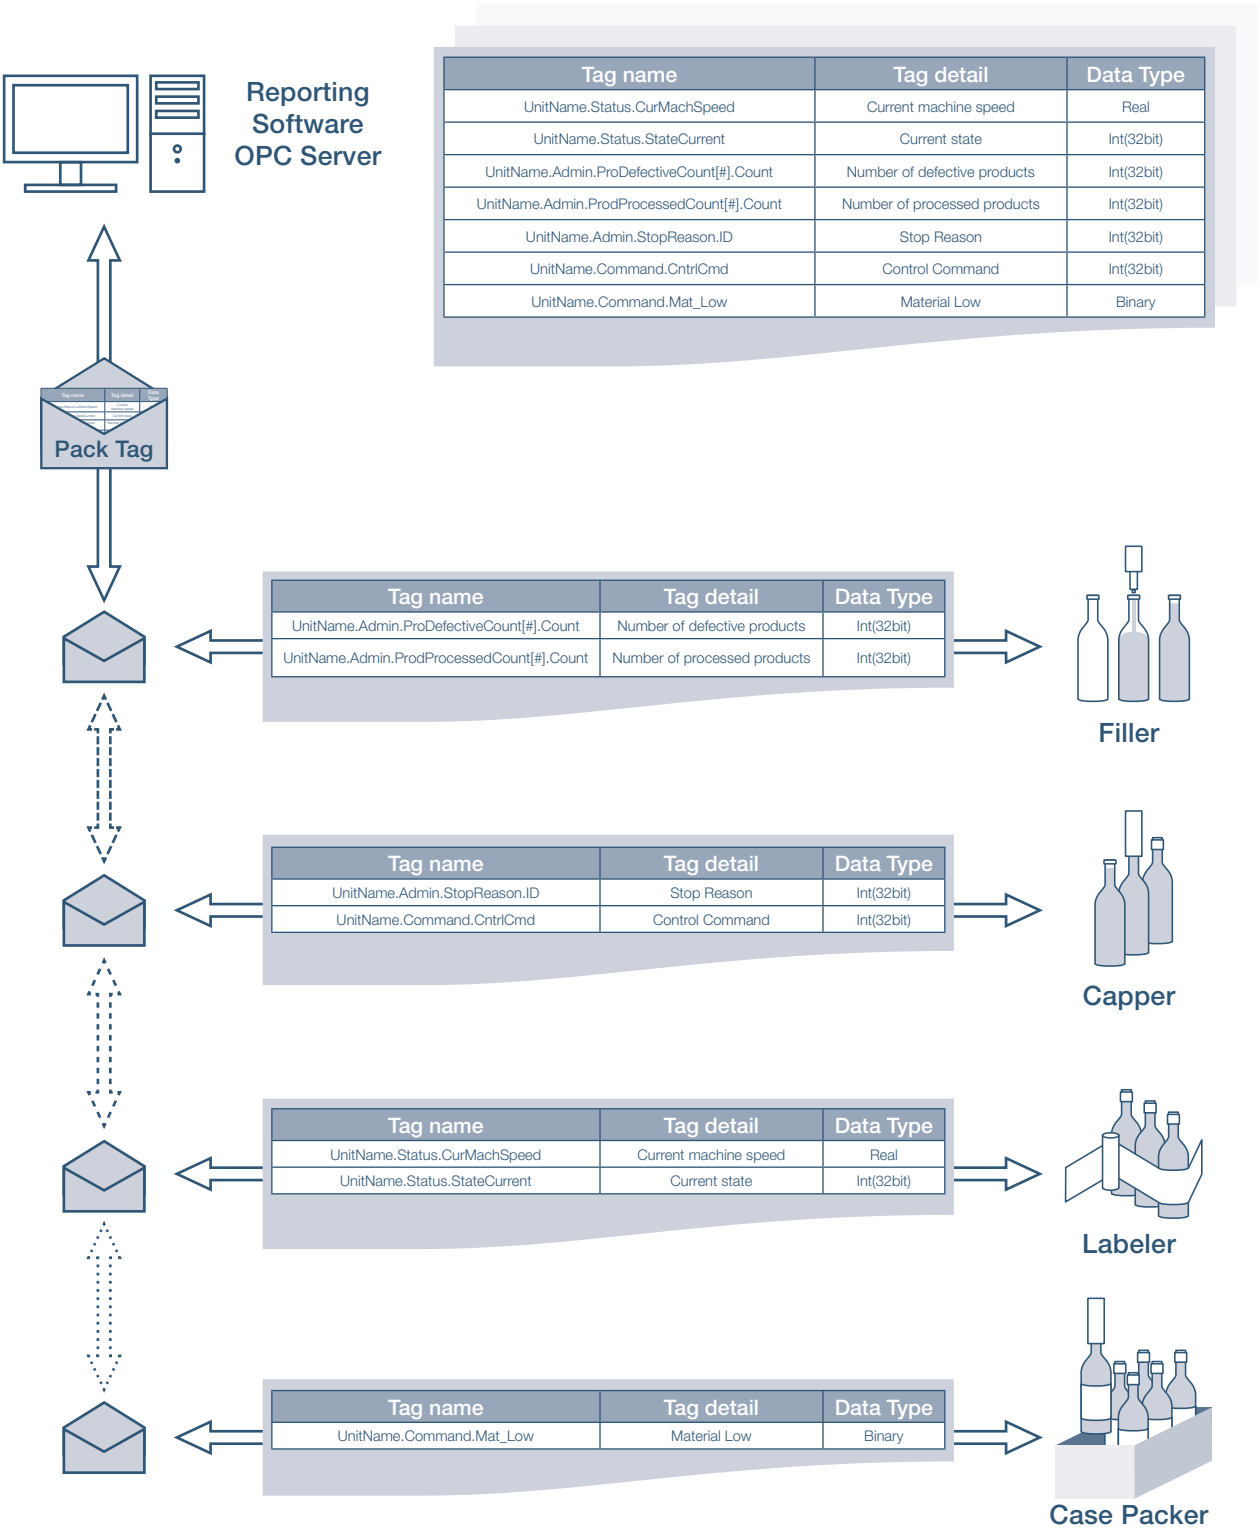 Reporting
Software
OPC Server
Tag name Tag detail Data Type
UnitName.Status.CurMachSpeed Current machine speed Real
UnitName.Status.StateCurrent Current state Int(32bit)
UnitName.Admin.ProDefectiveCount[#].Count Number of defective products Int(32bit)
UnitName.Admin.ProdProcessedCount[#].Count Number of processed products Int(32bit)
UnitName.Admin.StopReason.ID Stop Reason Int(32bit)
UnitName.Command.CntrlCmd Control Command Int(32bit)
UnitName.Command.Mat_Low Material Low Binary
Tag name Tag detail Data Type
Pack Tag
Tag name Tag detail Data Type
UnitName.Admin.ProDefectiveCount[#].Count Number of defective products Int(32bit)
UnitName.Admin.ProdProcessedCount[#].Count Number of processed products Int(32bit)
Filler
Tag name Tag detail Data Type
UnitName.Admin.StopReason.ID Stop Reason Int(32bit)
UnitName.Command.CntrlCmd Control Command Int(32bit)
Capper
Tag name Tag detail Data Type
UnitName.Status.CurMachSpeed Current machine speed Real
UnitName.Status.StateCurrent Current state Int(32bit)
Labeler
Tag name Tag detail Data Type
UnitName.Command.Mat_Low Material Low Binary
Case Packer